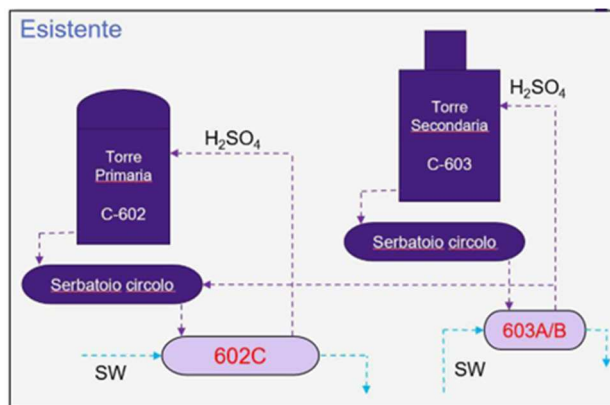 Esistente
H₂SO₄
Torre
Secondaria
C-603
H₂SO₄
Torre
Primaria
C-602
Serbatoio circolo
Serbatoio circolo
603A/B
602C
SW
SW